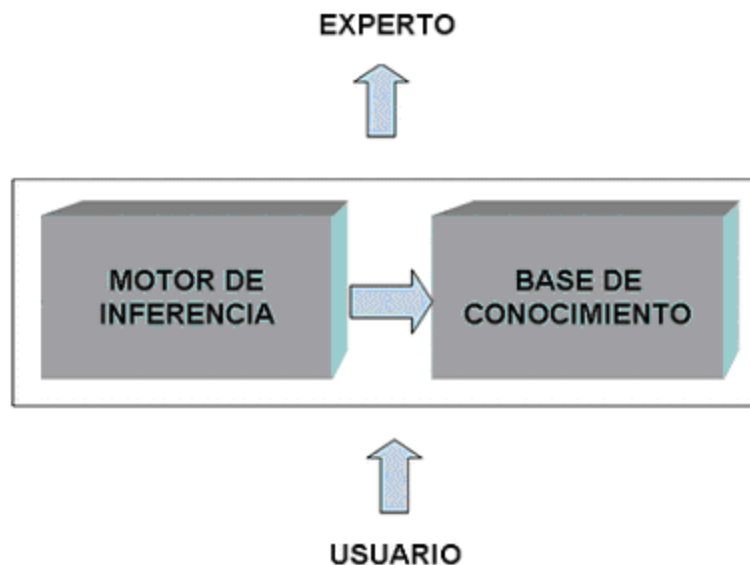 EXPERTO
MOTOR DE
INFERENCIA
BASE DE
CONOCIMIENTO
USUARIO